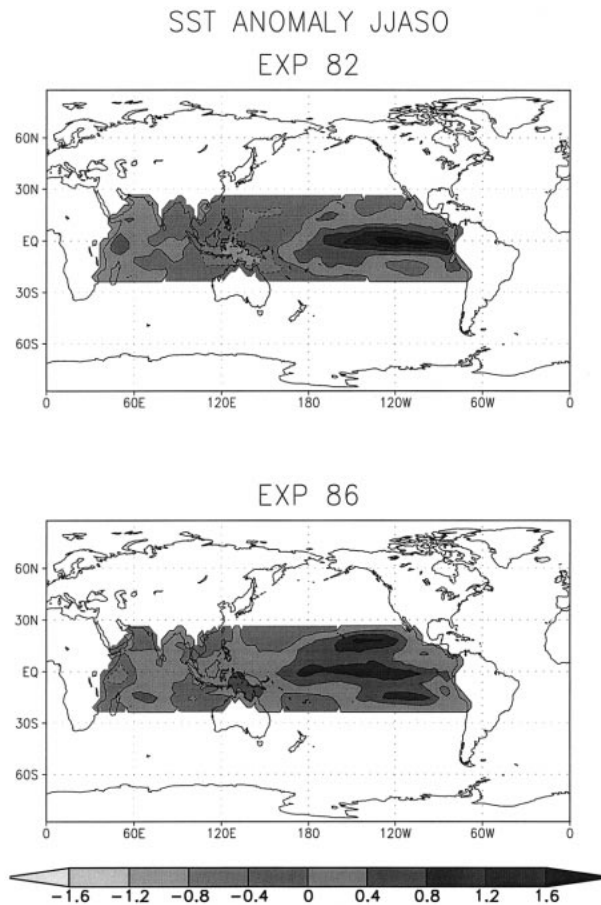 SST ANOMALY JJASO
EXP 82
60N
30N
EQ
30S
60S
0 60E 120E 180 120W 60W 0
EXP 86
60N
30N
EQ
30S
60S
0 60E 120E 180 120W 60W 0
-1.6 -1.2 -0.8 -0.4 0 0.4 0.8 1.2 1.6